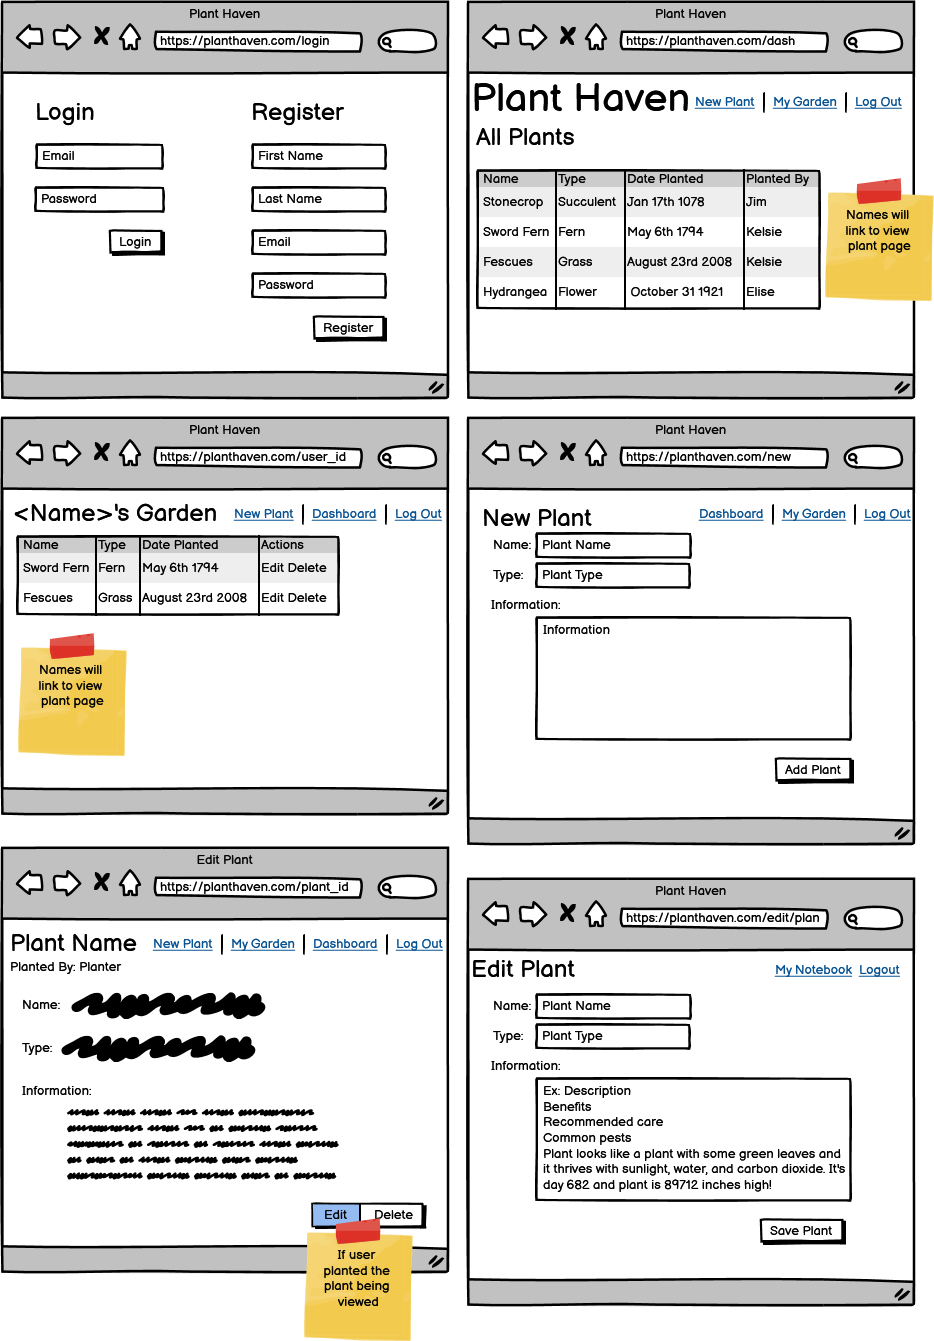 Plant Haven
https://planthaven.com/login
Login
Register
Email
Password
Login
First Name
Last Name
Email
Password
Register
Plant Haven
https://planthaven.com/dash
Plant Haven
New Plant | My Garden | Log Out
All Plants
Name Type Date Planted Planted By
Stonecrop Succulent Jan 17th 1078 Jim
Sword Fern Fern May 6th 1794 Kelsie
Fescues Grass August 23rd 2008 Kelsie
Hydrangea Flower October 31 1921 Elise
Names will
link to view
plant page
Plant Haven
https://planthaven.com/user_id
<Name>'s Garden
New Plant | Dashboard | Log Out
Name Type Date Planted Actions
Sword Fern Fern May 6th 1794 Edit Delete
Fescues Grass August 23rd 2008 Edit Delete
Names will
link to view
plant page
Plant Haven
https://planthaven.com/new
New Plant
Dashboard | My Garden | Log Out
Name: Plant Name
Type: Plant Type
Information:
Information
Add Plant
Edit Plant
https://planthaven.com/plant_id
Plant Name
New Plant | My Garden | Dashboard | Log Out
Planted By: Planter
Name:
Type:
Information:
Edit Delete
If user
planted the
plant being
viewed
Plant Haven
https://planthaven.com/edit/plan
Edit Plant
My Notebook Logout
Name: Plant Name
Type: Plant Type
Information:
Ex: Description
Benefits
Recommended care
Common pests
Plant looks like a plant with some green leaves and
it thrives with sunlight, water, and carbon dioxide. It's
day 682 and plant is 89712 inches high!
Save Plant